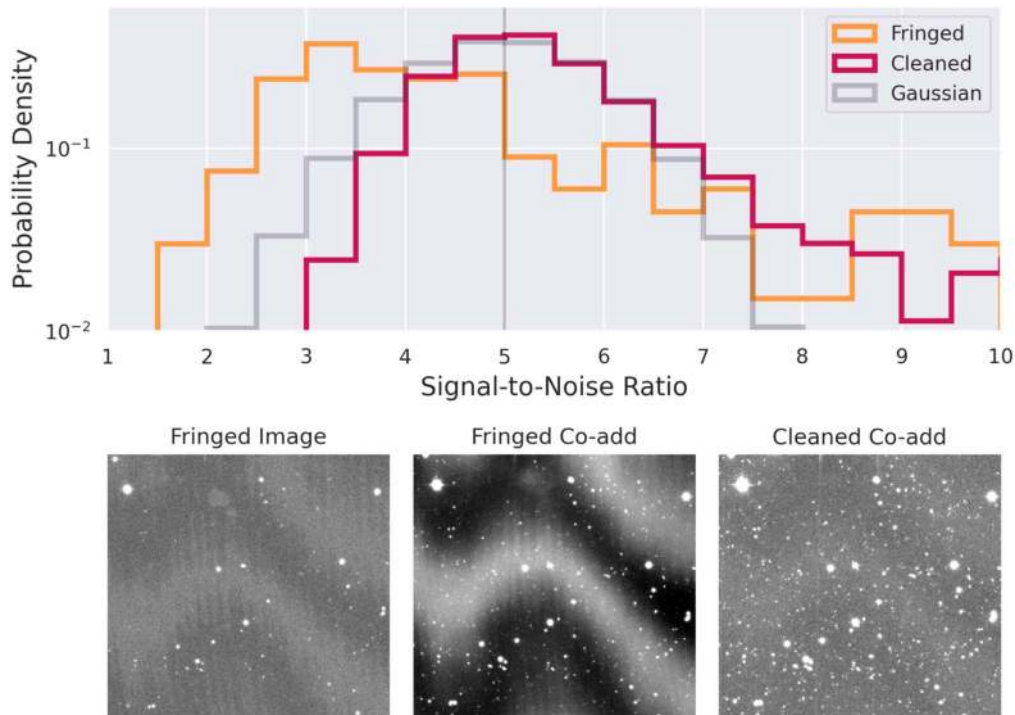 Probability Density
10⁻¹
10⁻²
Fringed
Cleaned
Gaussian
1 2 3 4 5 6 7 8 9 10
Signal-to-Noise Ratio
Fringed Image Fringed Co-add Cleaned Co-add